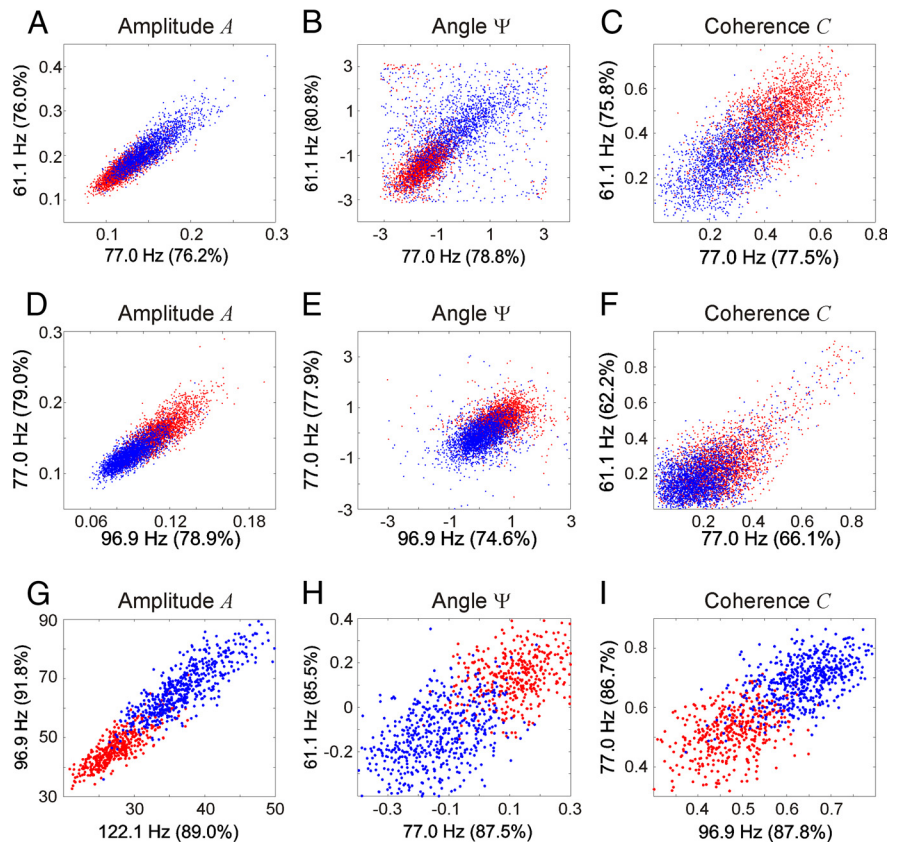 A Amplitude A
0.4
0.3
0.2
0.1
61.1 Hz (76.0%)
0.1 0.2 0.3
77.0 Hz (76.2%)
B Angle Ψ
3
1
-1
-3
61.1 Hz (80.8%)
-3 -1 1 3
77.0 Hz (78.8%)
C Coherence C
0.6
0.4
0.2
61.1 Hz (75.8%)
0.2 0.4 0.6 0.8
77.0 Hz (77.5%)
D Amplitude A
0.3
0.2
0.1
77.0 Hz (79.0%)
0.06 0.12 0.18
96.9 Hz (78.9%)
E Angle Ψ
3
1
-1
-3
77.0 Hz (77.9%)
-3 -1 1 3
96.9 Hz (74.6%)
F Coherence C
0.8
0.6
0.4
0.2
61.1 Hz (62.2%)
0.2 0.4 0.6 0.8
77.0 Hz (66.1%)
G Amplitude A
90
70
50
30
96.9 Hz (91.8%)
20 30 40 50
122.1 Hz (89.0%)
H Angle Ψ
0.4
0.2
0
-0.2
61.1 Hz (85.5%)
-0.3 -0.1 0.1 0.3
77.0 Hz (87.5%)
I Coherence C
0.8
0.6
0.4
77.0 Hz (86.7%)
0.4 0.5 0.6 0.7
96.9 Hz (87.8%)